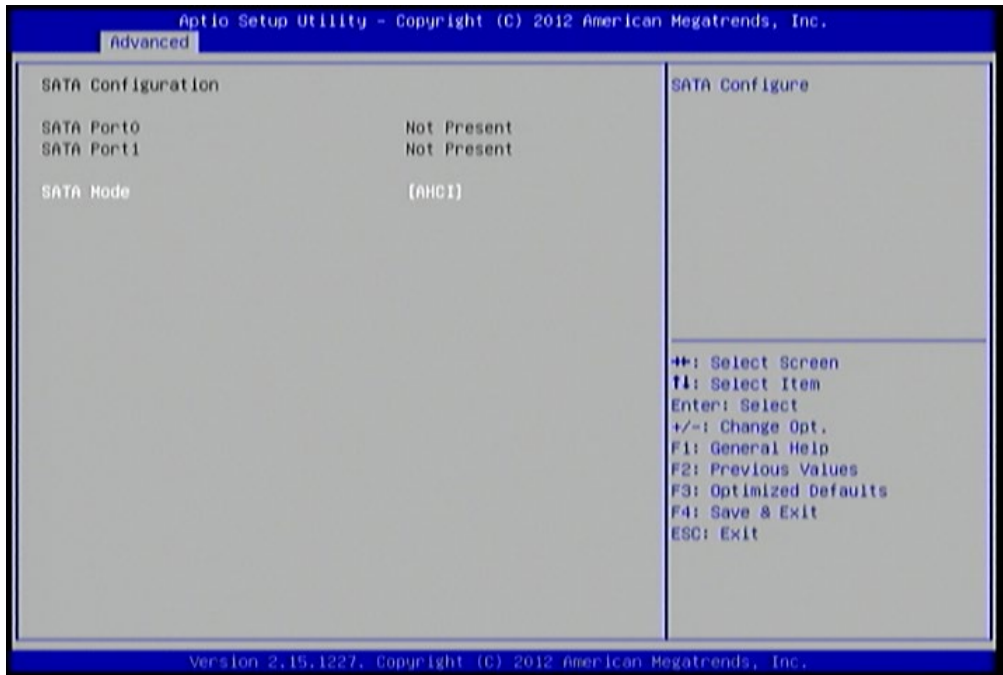 Aptio Setup Utility – Copyright (C) 2012 American Megatrends, Inc.
Advanced
SATA Configuration
SATA Port0 Not Present
SATA Port1 Not Present
SATA Mode [AHCI]
SATA Configure
→←: Select Screen
↑↓: Select Item
Enter: Select
+/-: Change Opt.
F1: General Help
F2: Previous Values
F3: Optimized Defaults
F4: Save & Exit
ESC: Exit
Version 2.15.1227. Copyright (C) 2012 American Megatrends, Inc.